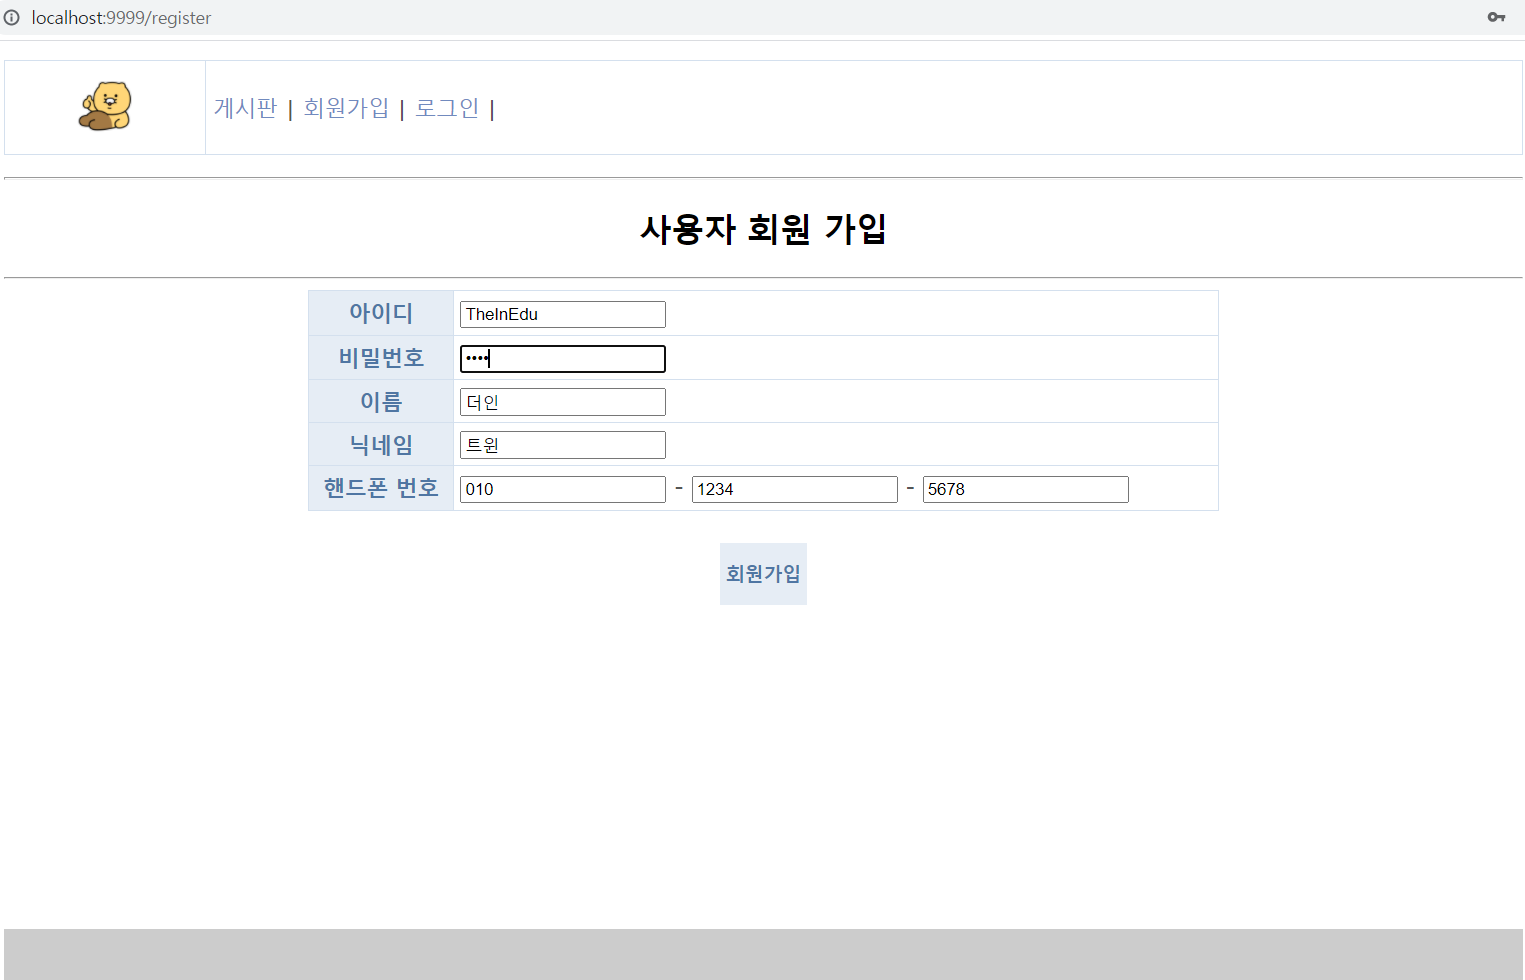 localhost:9999/register
게시판 | 회원가입 | 로그인 |
사용자 회원 가입
아이디 TheInEdu
비밀번호 ••••
이름 더인
닉네임 트윈
핸드폰 번호 010 - 1234 - 5678
회원가입